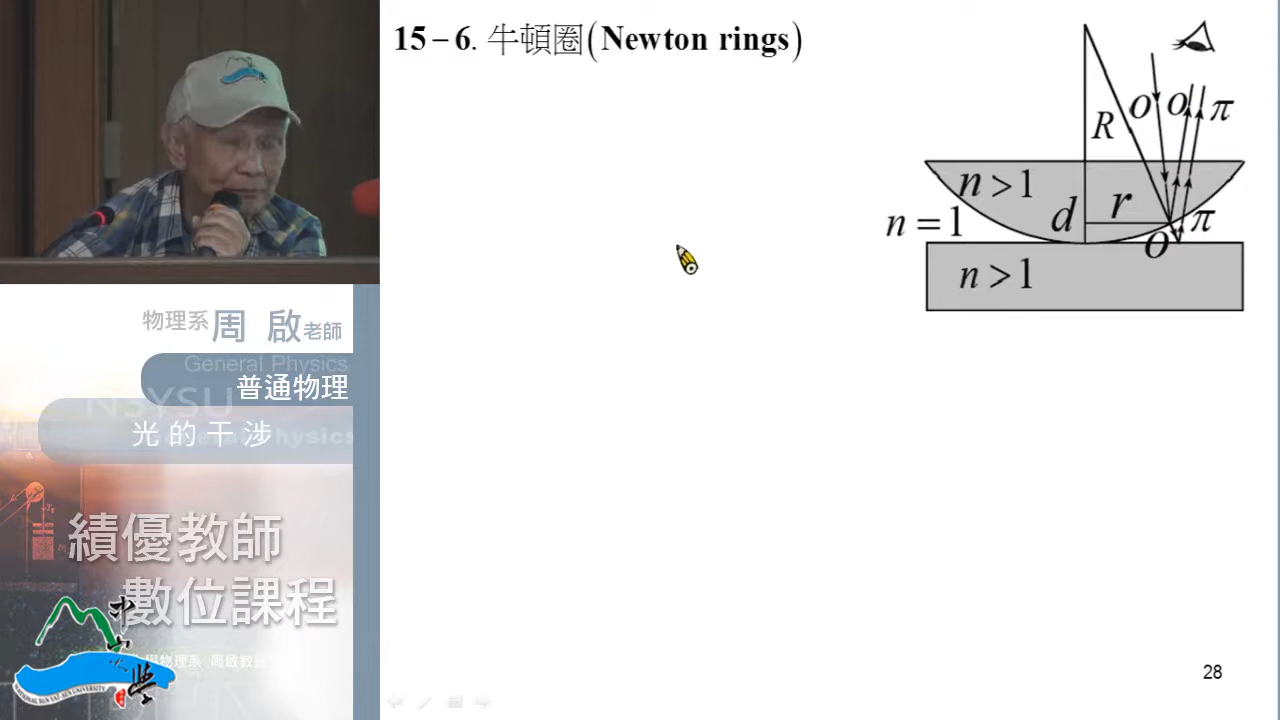 15-6. 牛頓圈(Newton rings)
R
O
O
π
n>1
n=1
d
r
π
O
n>1
物理系 周 啟 老師
General Physics
普通物理
NSYSU
光的干涉
績優教師
數位課程
28